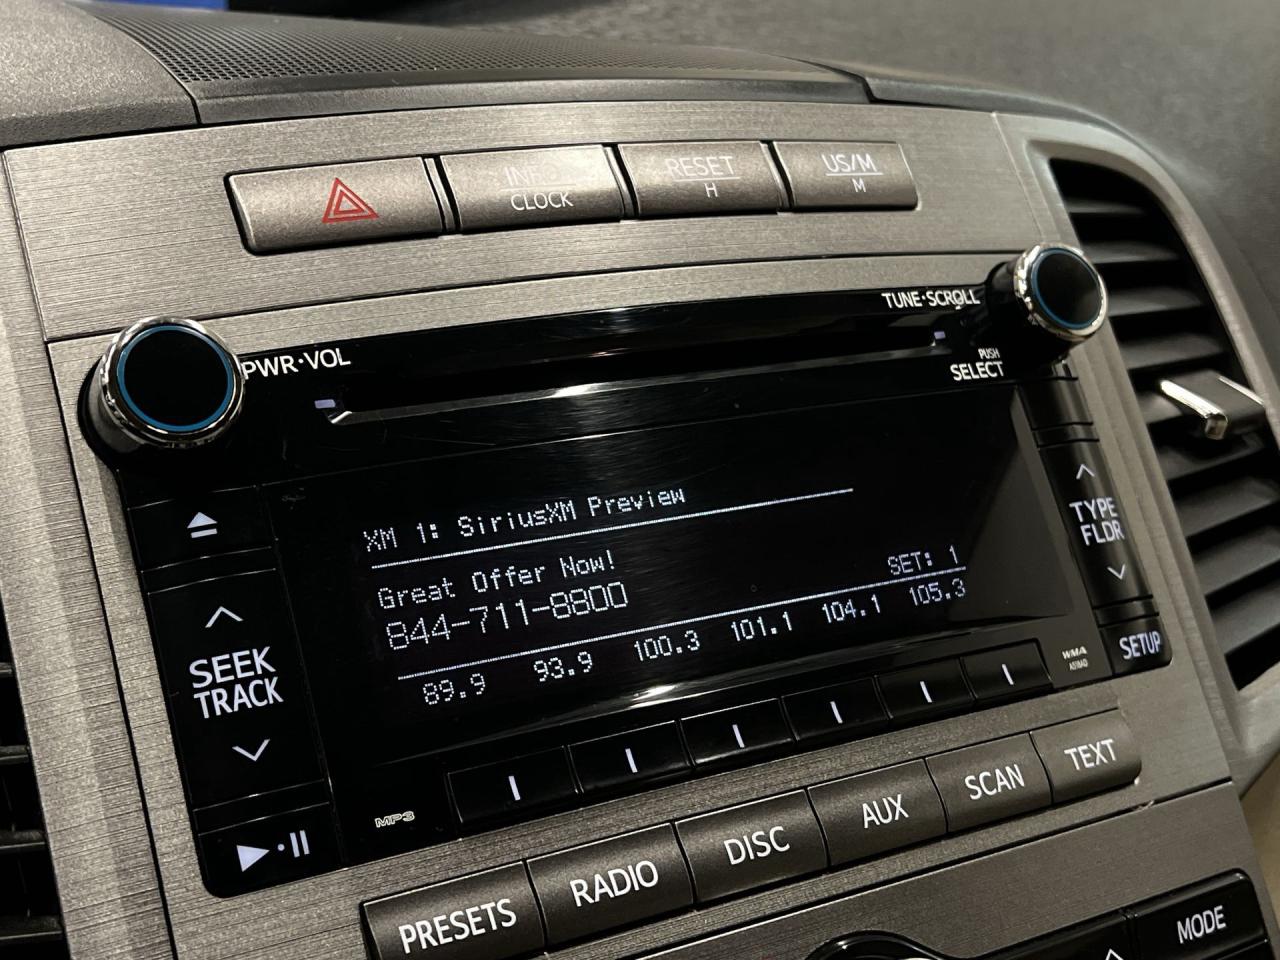 INFO
CLOCK
RESET
H
US/M
M
PWR•VOL
TUNE•SCROLL
PUSH
SELECT
XM 1: SiriusXM Preview
Great Offer Now!
844-711-8800
SET: 1
89.9 93.9 100.3 101.1 104.1 105.3
SEEK
TRACK
TYPE
FLDR
SETUP
WMA
MP3
PRESETS
RADIO
DISC
AUX
SCAN
TEXT
MODE